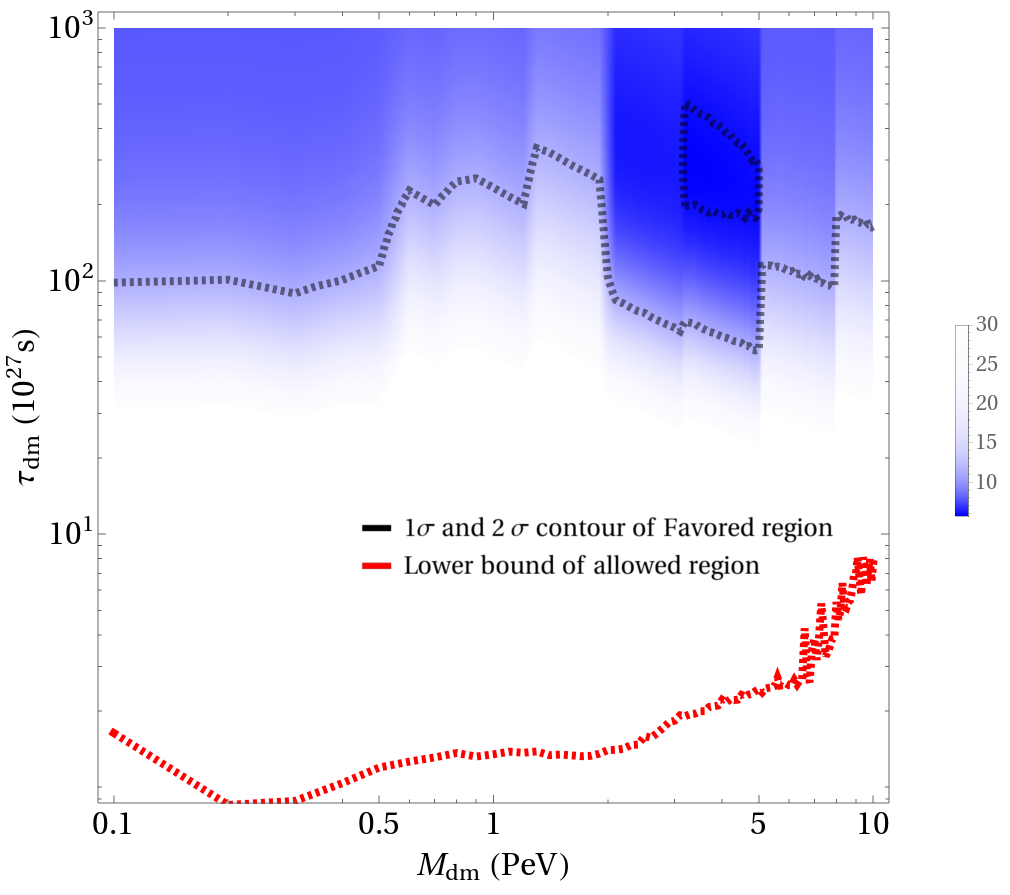 10³
10²
10¹
τdm (10²⁷s)
1σ and 2 σ contour of Favored region
Lower bound of allowed region
30
25
20
15
10
0.1 0.5 1 5 10
Mdm (PeV)